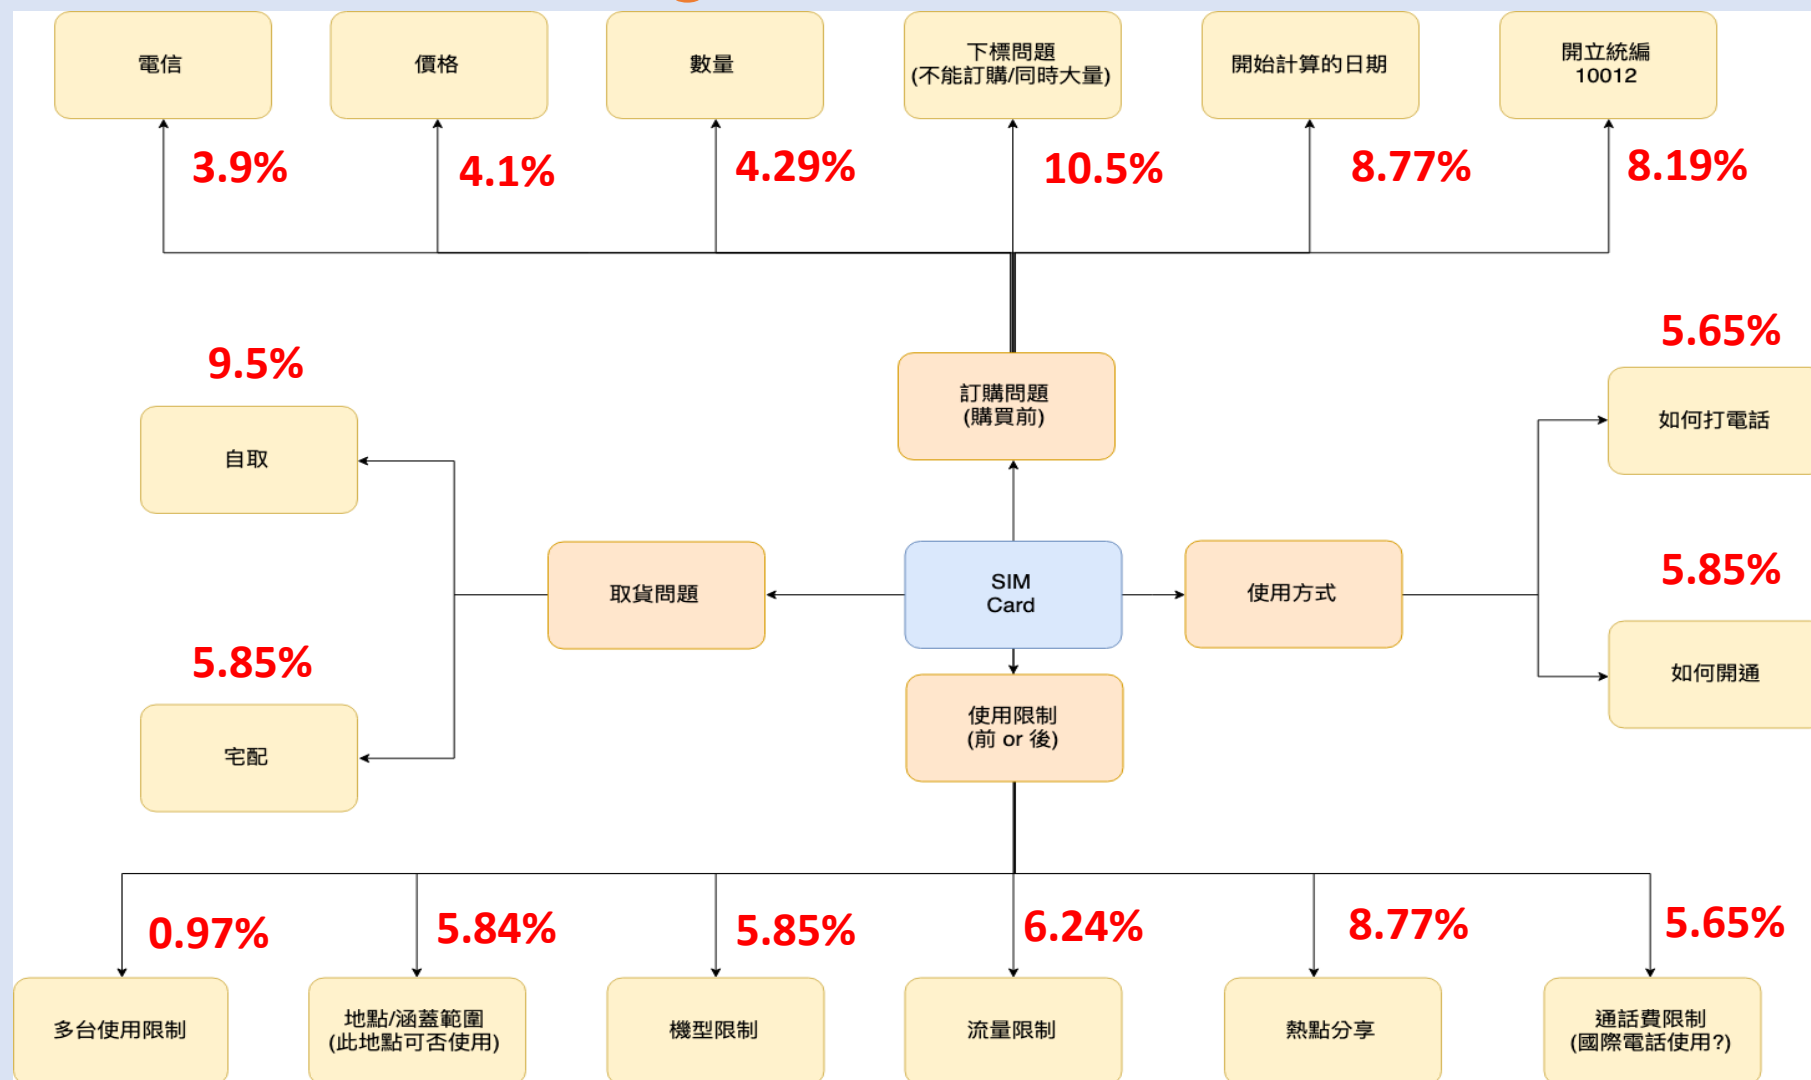 電信
價格
數量
下標問題
(不能訂購/同時大量)
開始計算的日期
開立統編
10012
3.9%
4.1%
4.29%
10.5%
8.77%
8.19%
9.5%
自取
訂購問題
(購買前)
5.65%
如何打電話
取貨問題
SIM
Card
使用方式
5.85%
如何開通
5.85%
宅配
使用限制
(前 or 後)
0.97%
5.84%
5.85%
6.24%
8.77%
5.65%
多台使用限制
地點/涵蓋範圍
(此地點可否使用)
機型限制
流量限制
熱點分享
通話費限制
(國際電話使用?)